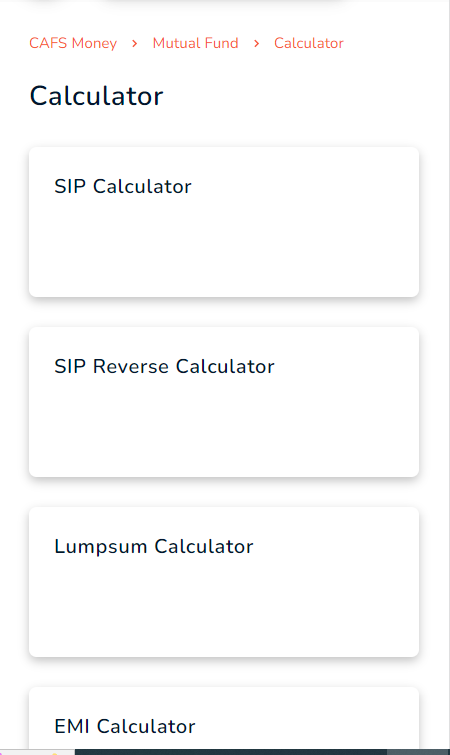 CAFS Money > Mutual Fund > Calculator
Calculator
SIP Calculator
SIP Reverse Calculator
Lumpsum Calculator
EMI Calculator